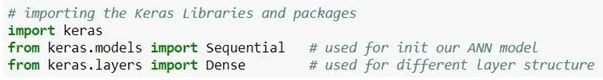 # importing the Keras Libraries and packages
import keras
from keras.models import Sequential   # used for init our ANN model
from keras.layers import Dense        # used for different layer structure